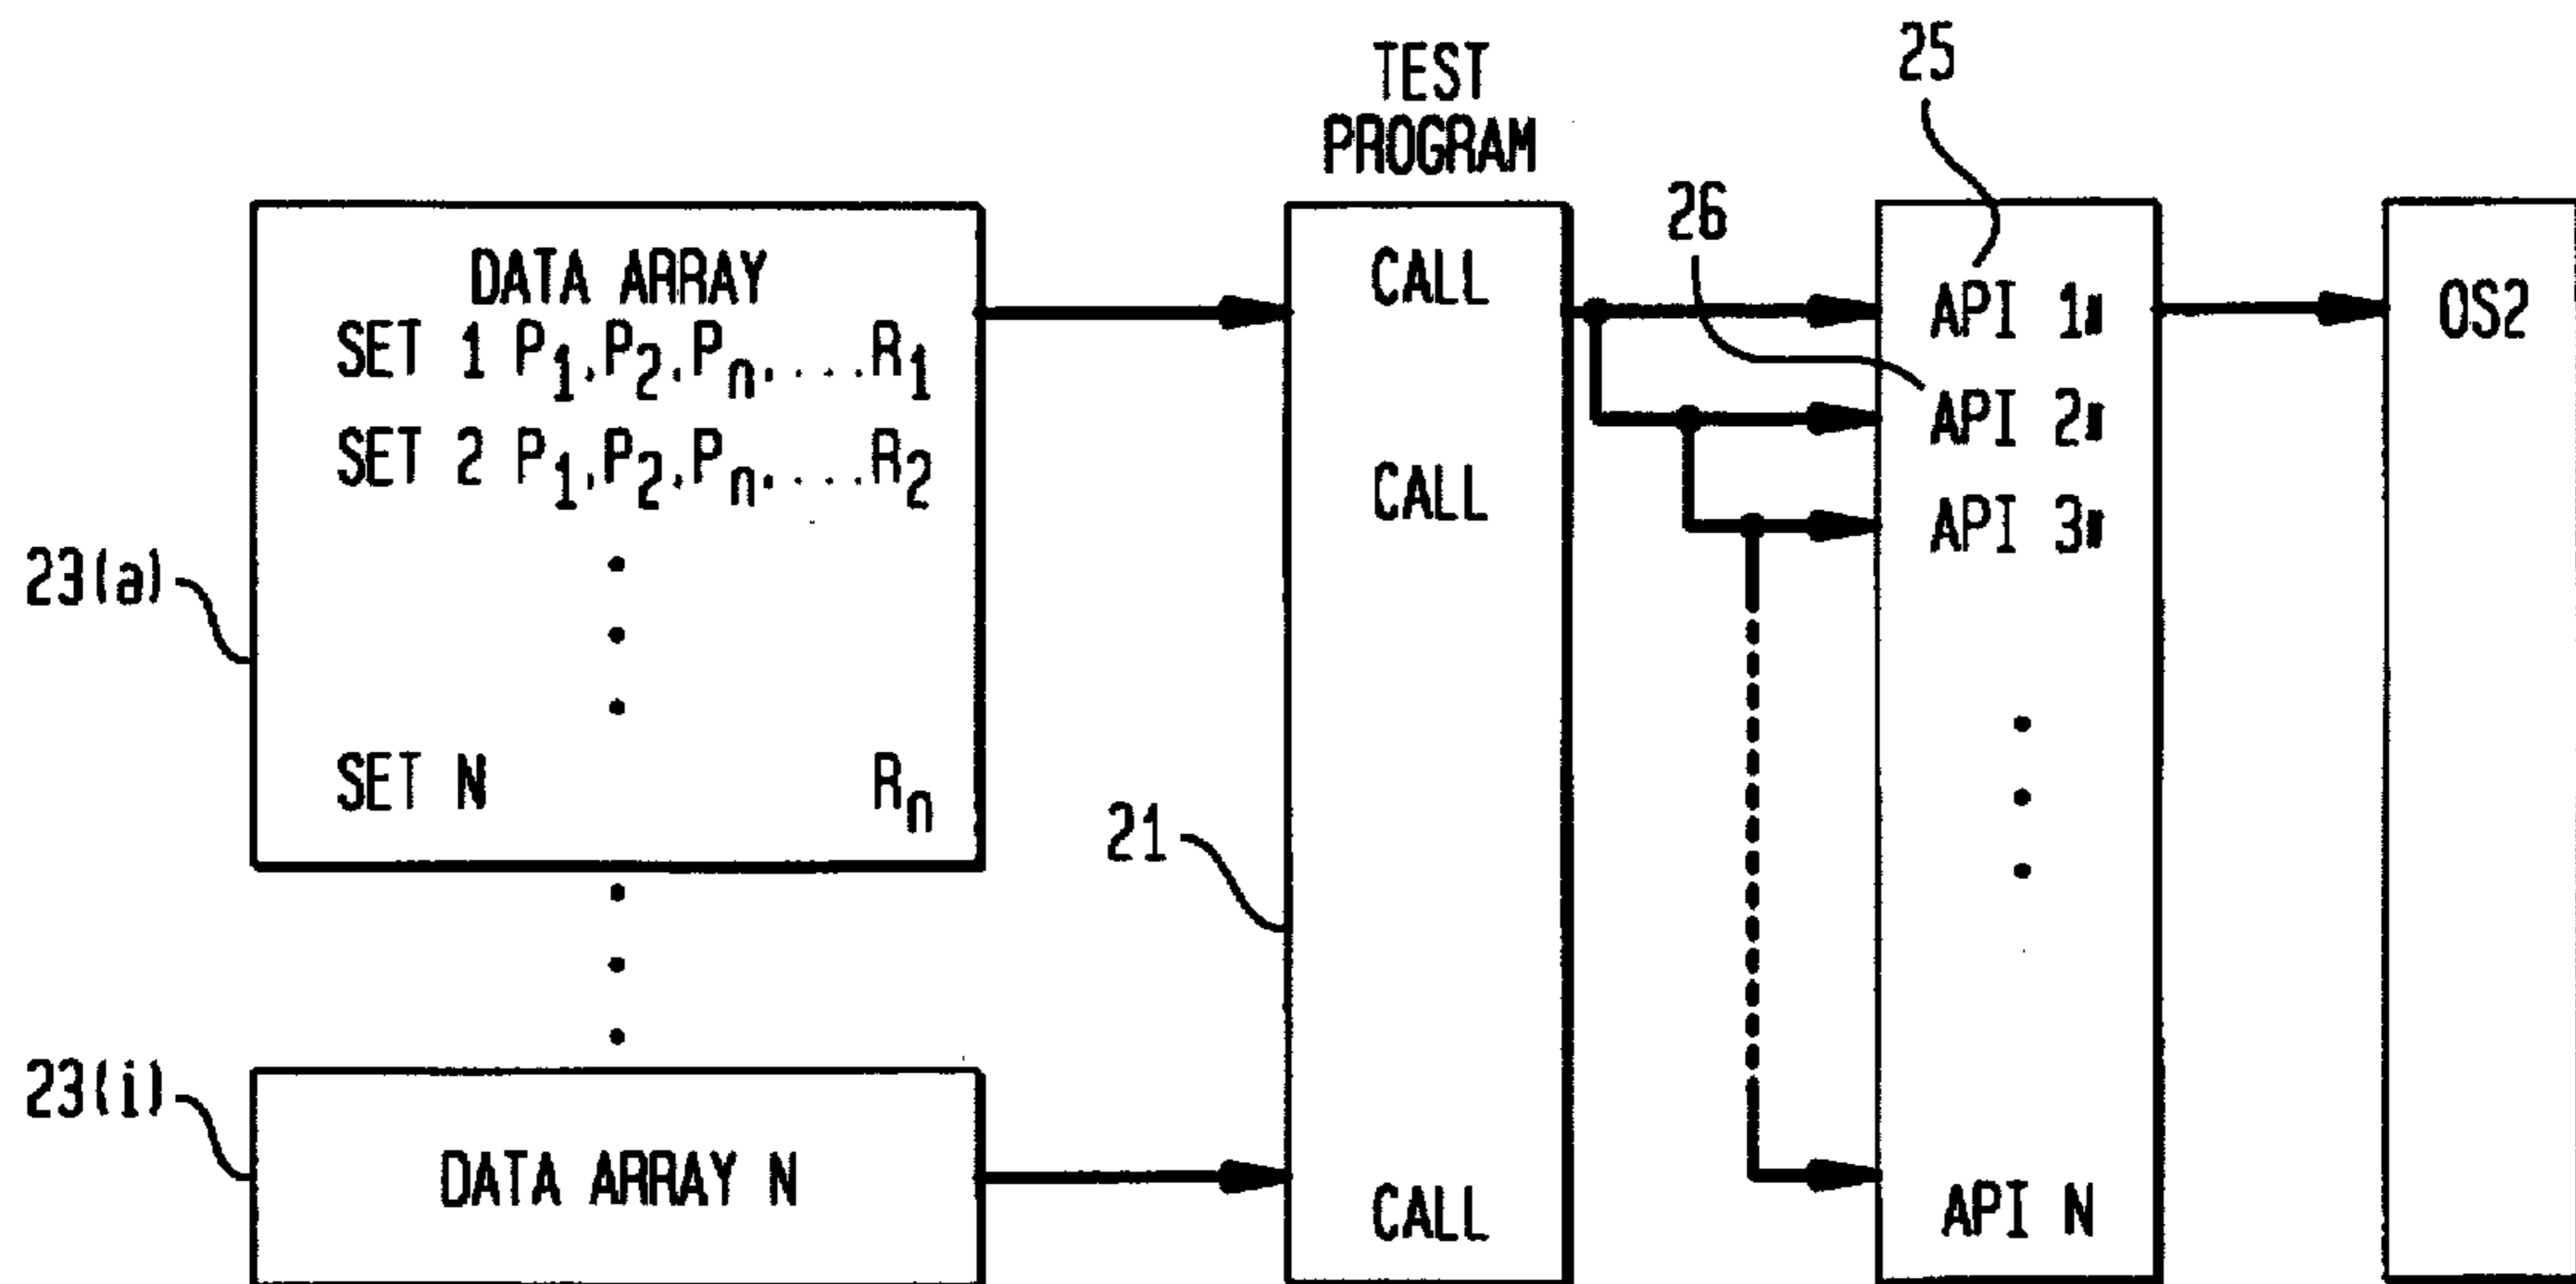 TEST
PROGRAM
25
26
DATA ARRAY
SET 1 P1,P2,Pn,...R1
SET 2 P1,P2,Pn,...R2
SET N Rn
23(a)
DATA ARRAY N
23(i)
CALL
CALL
CALL
21
API 1"
API 2"
API 3"
API N
OS2